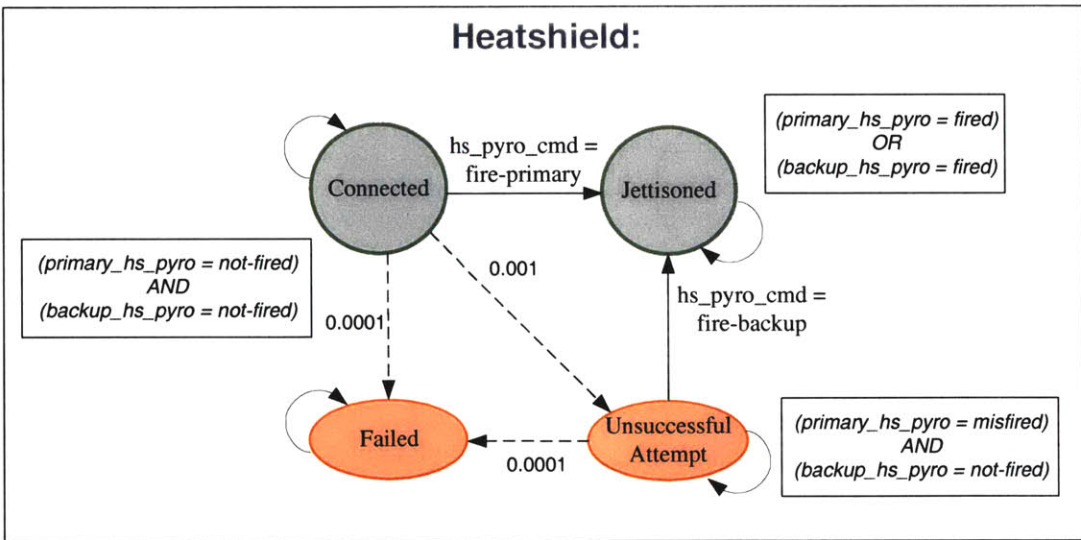 Heatshield:
hs_pyro_cmd =
fire-primary
(primary_hs_pyro = fired)
OR
(backup_hs_pyro = fired)
Connected
Jettisoned
(primary_hs_pyro = not-fired)
AND
(backup_hs_pyro = not-fired)
0.0001
0.001
hs_pyro_cmd =
fire-backup
Failed
0.0001
Unsuccessful
Attempt
(primary_hs_pyro = misfired)
AND
(backup_hs_pyro = not-fired)